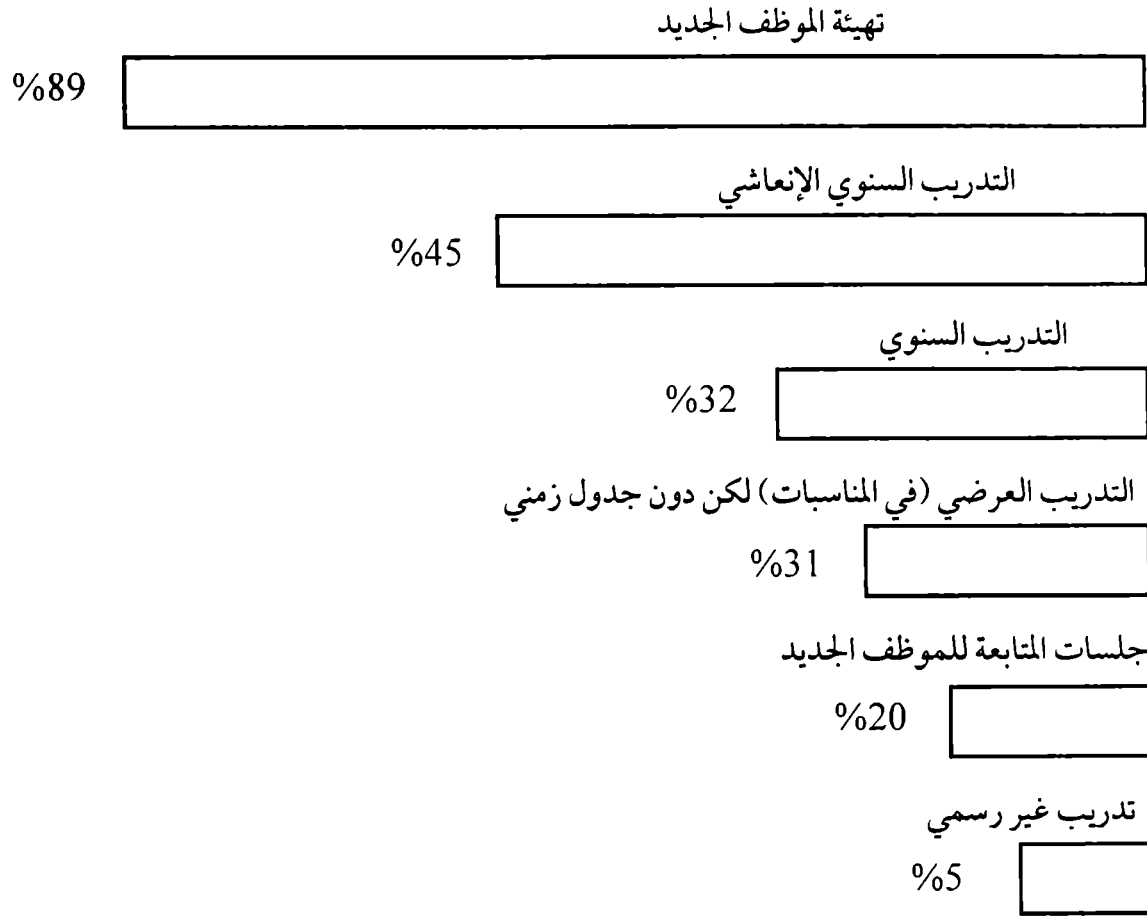 تهيئة الموظف الجديد
%89
التدريب السنوي الإنعاشي
%45
التدريب السنوي
%32
التدريب العرضي (في المناسبات) لكن دون جدول زمني
%31
جلسات المتابعة للموظف الجديد
%20
تدريب غير رسمي
%5